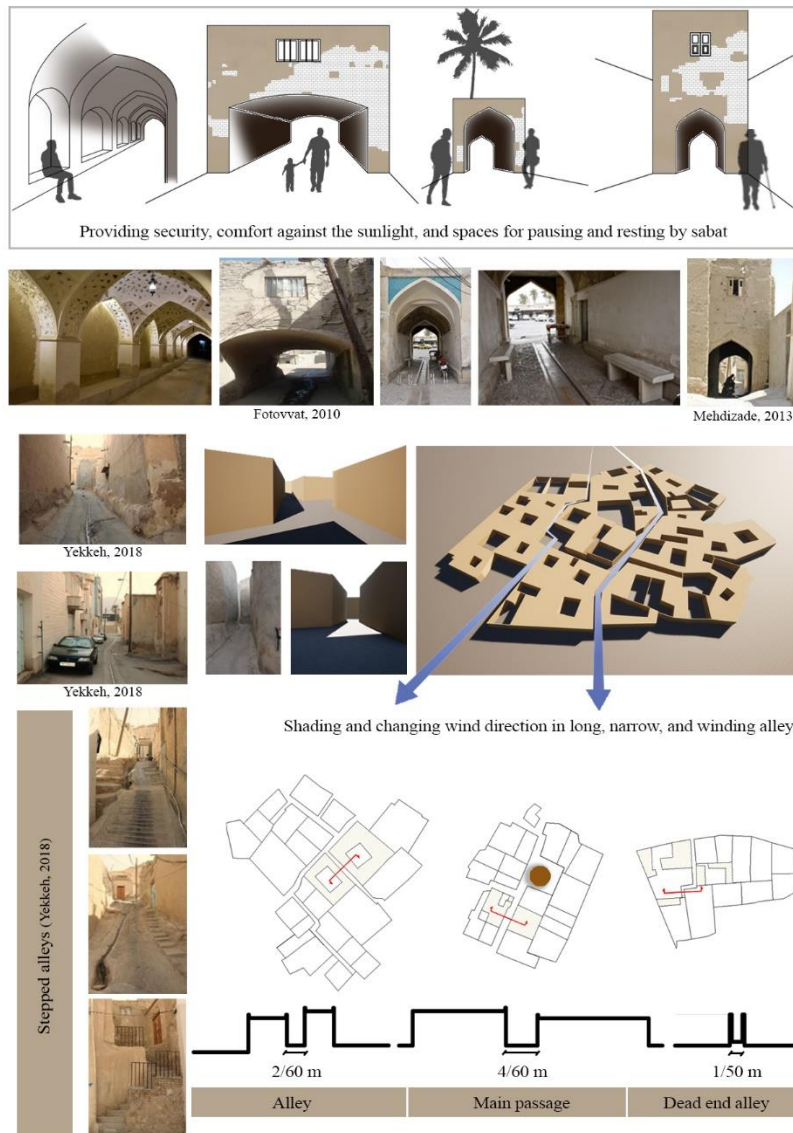 Providing security, comfort against the sunlight, and spaces for pausing and resting by sabat
Fotovvat, 2010
Mehdizade, 2013
Yekkeh, 2018
Yekkeh, 2018
Shading and changing wind direction in long, narrow, and winding alley
Stepped alleys (Yekkeh, 2018)
2/60 m
4/60 m
1/50 m
Alley
Main passage
Dead end alley